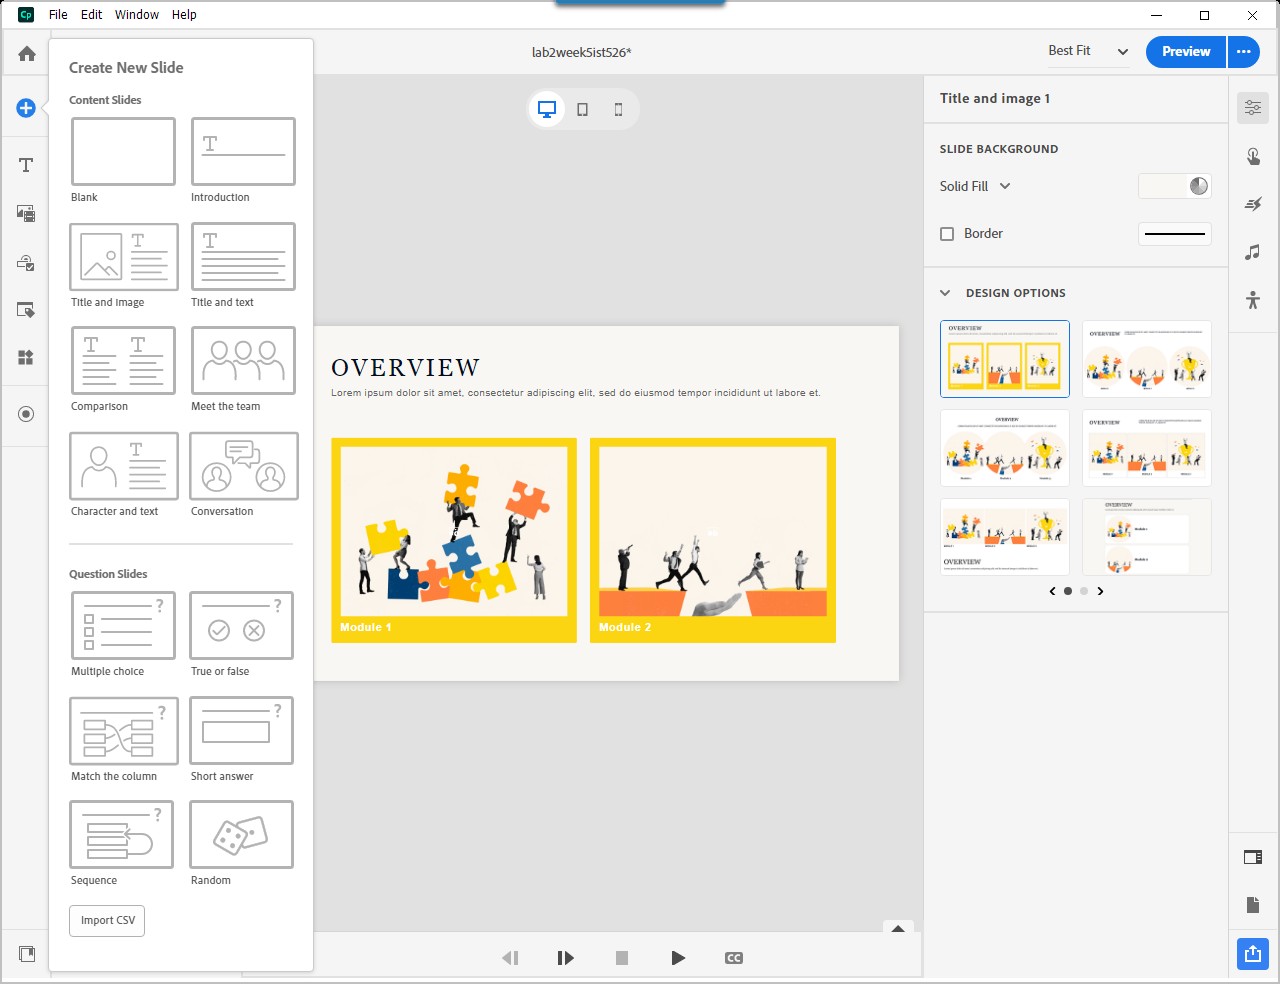 Cp File Edit Window Help
lab2week5ist526*
Best Fit
Preview
Create New Slide
Content Slides
Blank
Introduction
Title and image
Title and text
Comparison
Meet the team
Character and text
Conversation
Question Slides
Multiple choice
True or false
Match the column
Short answer
Sequence
Random
Import CSV
OVERVIEW
Lorem ipsum dolor sit amet, consectetur adipiscing elit, sed do eiusmod tempor incididunt ut labore et.
Module 1
Module 2
CC
Title and image 1
SLIDE BACKGROUND
Solid Fill
Border
DESIGN OPTIONS
OVERVIEW
OVERVIEW
OVERVIEW
OVERVIEW
OVERVIEW
OVERVIEW